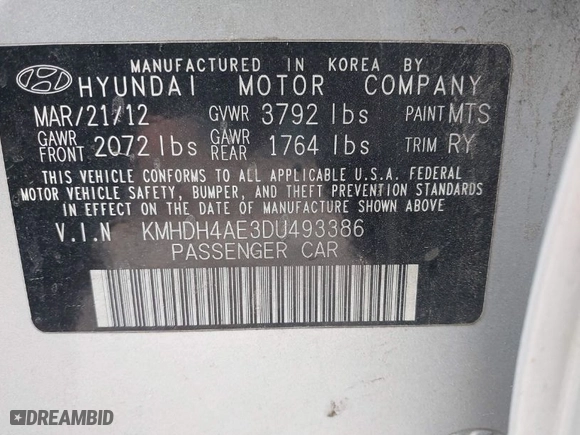 MANUFACTURED IN KOREA BY
HYUNDAI MOTOR COMPANY
MAR/21/12 GVWR 3792 lbs PAINT MTS
GAWR FRONT 2072 lbs GAWR REAR 1764 lbs TRIM RY
THIS VEHICLE CONFORMS TO ALL APPLICABLE U.S.A. FEDERAL
MOTOR VEHICLE SAFETY, BUMPER, AND THEFT PREVENTION STANDARDS
IN EFFECT ON THE DATE OF MANUFACTURE SHOWN ABOVE
V.I.N KMHDH4AE3DU493386
PASSENGER CAR
DREAMBID